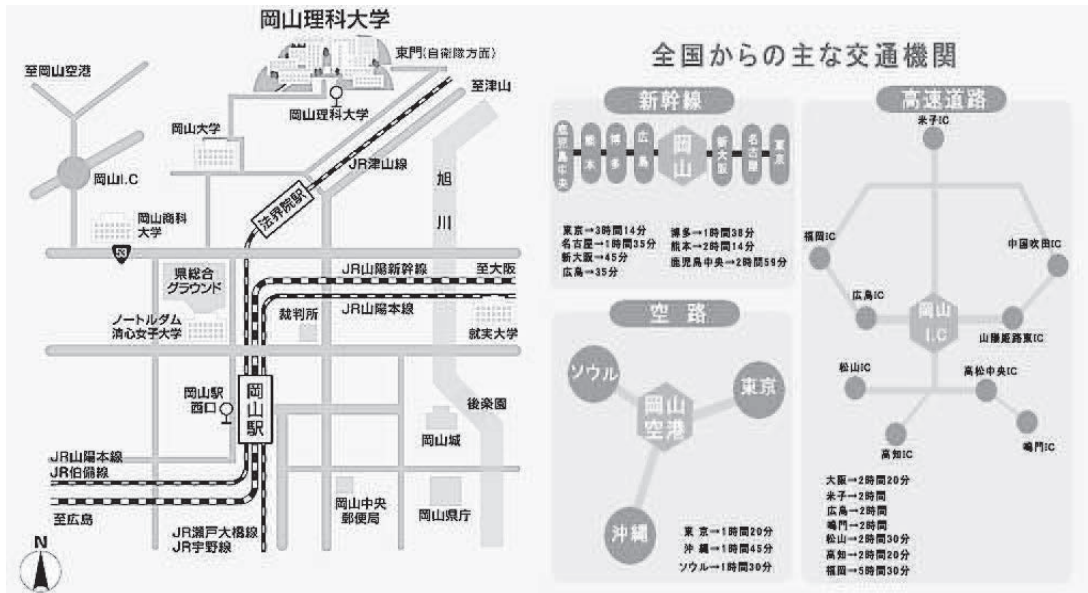 岡山理科大学
東門(自衛隊方面)
至岡山空港
至津山
岡山理科大学
岡山大学
JR津山線
岡山I.C
旭川
法界院駅
岡山商科
大学
53
JR山陽新幹線
至大阪
県総合
グラウンド
JR山陽本線
ノートルダム
清心女子大学
裁判所
就実大学
岡山駅
西口
岡山駅
後楽園
岡山城
JR山陽本線
JR伯備線
至広島
岡山中央
郵便局
岡山県庁
JR瀬戸大橋線
JR宇野線
N
全国からの主な交通機関
新幹線
鹿児島中央
熊本
博多
広島
岡山
新大阪
名古屋
東京
東京→3時間14分
名古屋→1時間35分
新大阪→45分
広島→35分
博多→1時間38分
熊本→2時間14分
鹿児島中央→2時間59分
空路
ソウル
東京
岡山
空港
沖縄
東京→1時間20分
沖縄→1時間45分
ソウル→1時間30分
高速道路
米子IC
福岡IC
中国吹田IC
広島IC
岡山
I.C
山陽姫路東IC
松山IC
高松中央IC
高知IC
鳴門IC
大阪→2時間20分
米子→2時間
広島→2時間
鳴門→2時間
松山→2時間30分
高知→2時間20分
福岡→5時間30分